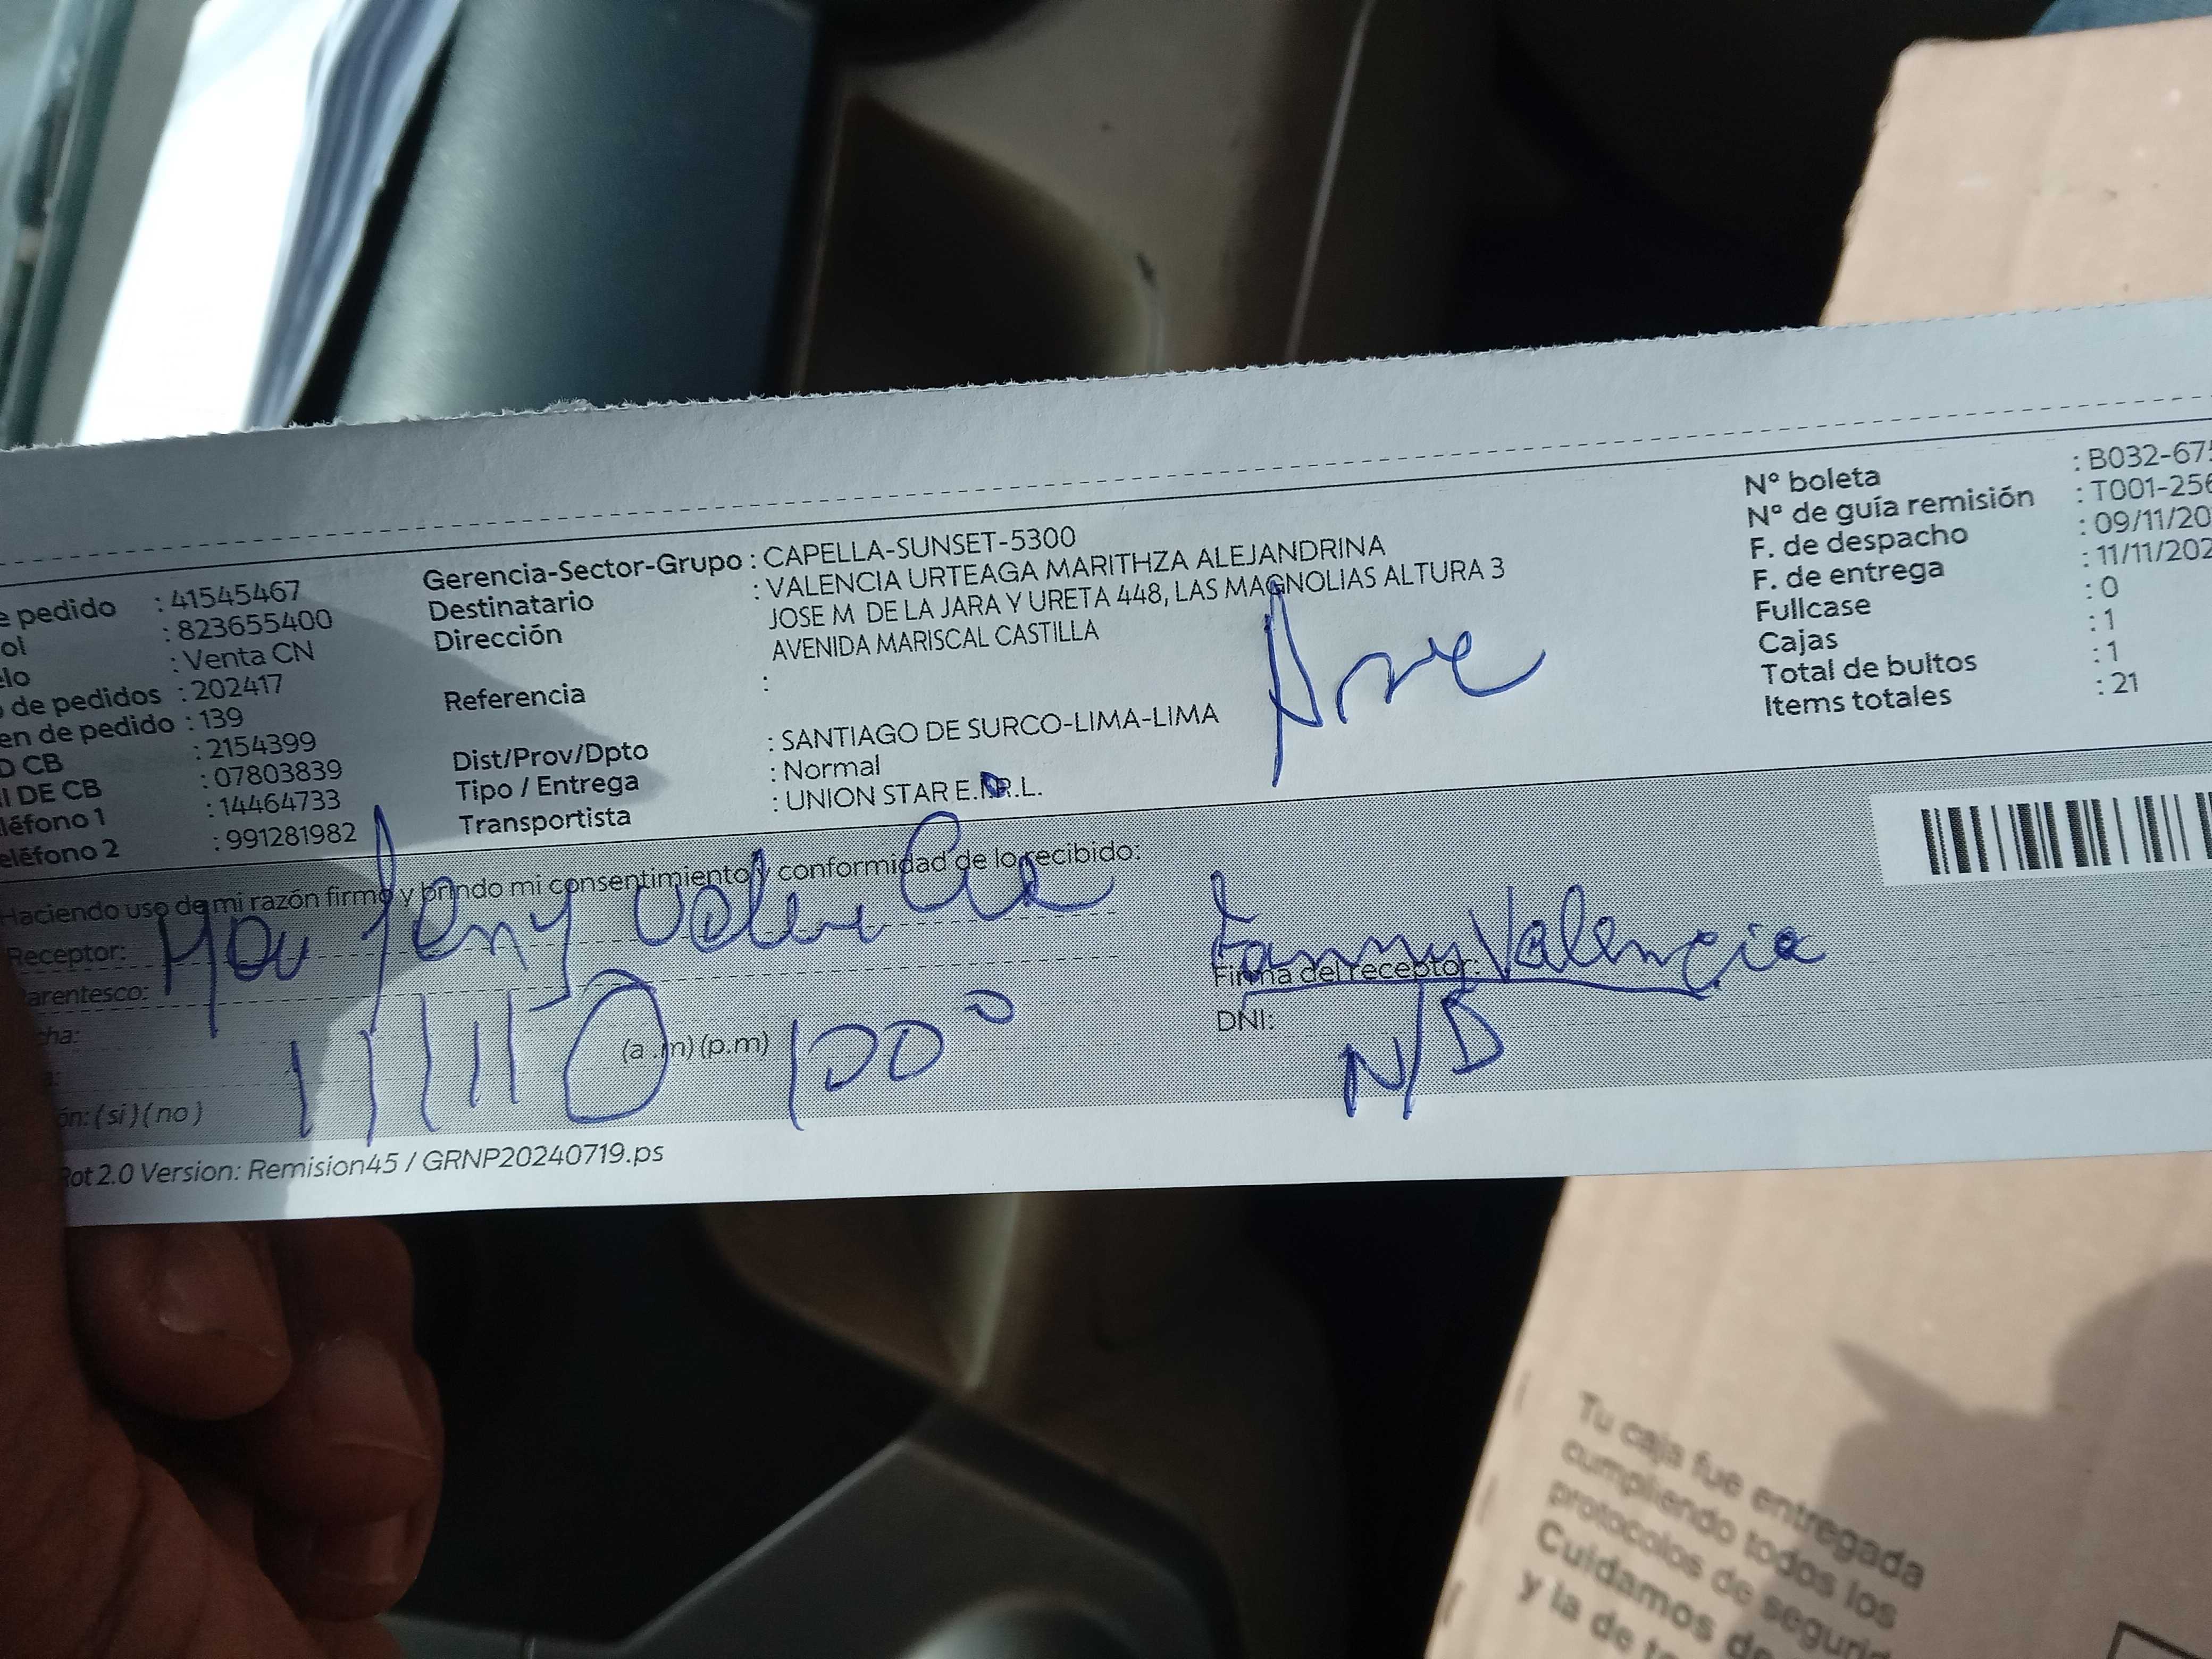 e pedido : 41545467
ol : 823655400
elo : Venta CN
o de pedidos : 202417
en de pedido : 139
D CB : 2154399
I DE CB : 07803839
léfono 1 : 14464733
eléfono 2 : 991281982
Gerencia-Sector-Grupo : CAPELLA-SUNSET-5300
Destinatario : VALENCIA URTEAGA MARITHZA ALEJANDRINA
Dirección JOSE M DE LA JARA Y URETA 448, LAS MAGNOLIAS ALTURA 3
AVENIDA MARISCAL CASTILLA
Referencia :
Dist/Prov/Dpto : SANTIAGO DE SURCO-LIMA-LIMA
Tipo / Entrega : Normal
Transportista : UNION STAR E.I.R.L.
Nº boleta : B032-675
Nº de guía remisión : T001-256
F. de despacho : 09/11/20
F. de entrega : 11/11/202
Fullcase : 0
Cajas : 1
Total de bultos : 1
Items totales : 21
Haciendo uso de mi razón firmo y brindo mi consentimiento y conformidad de lo recibido:
Receptor:
arentesco:
Fanny Valencia
Firma del receptor:
cha:
(a .m) (p.m)
DNI:
ón: (si) (no)
Rot 2.0 Version: Remision45 / GRNP20240719.ps
Tu caja fue entregada
cumpliendo todos los
protocolos de segurid
Cuidamos de
y la de t